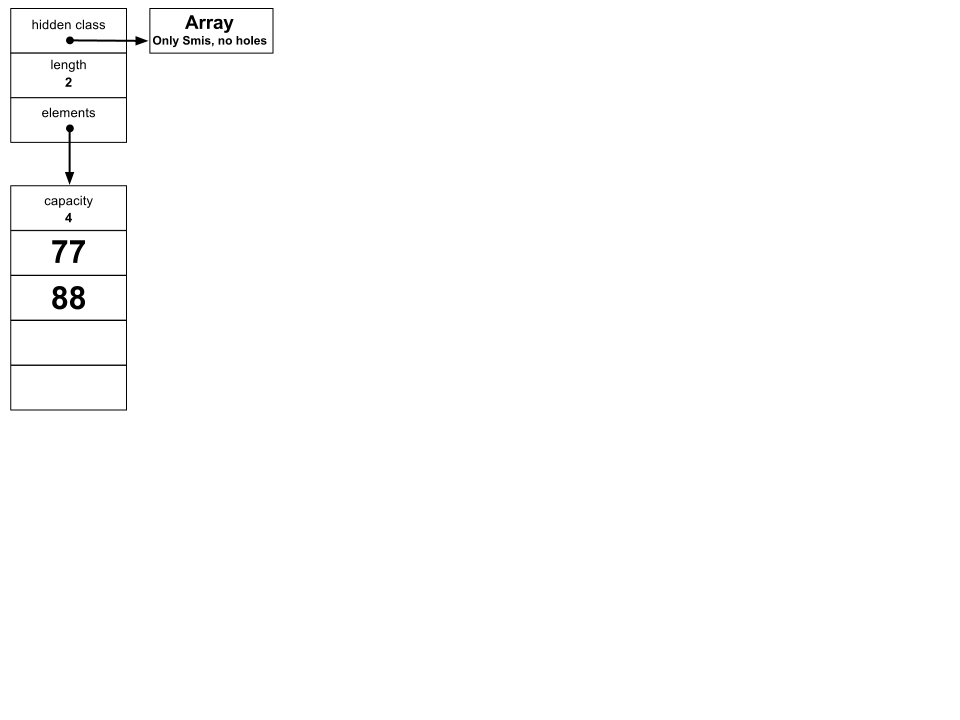 hidden class
Array
Only Smis, no holes
length
2
elements
capacity
4
77
88